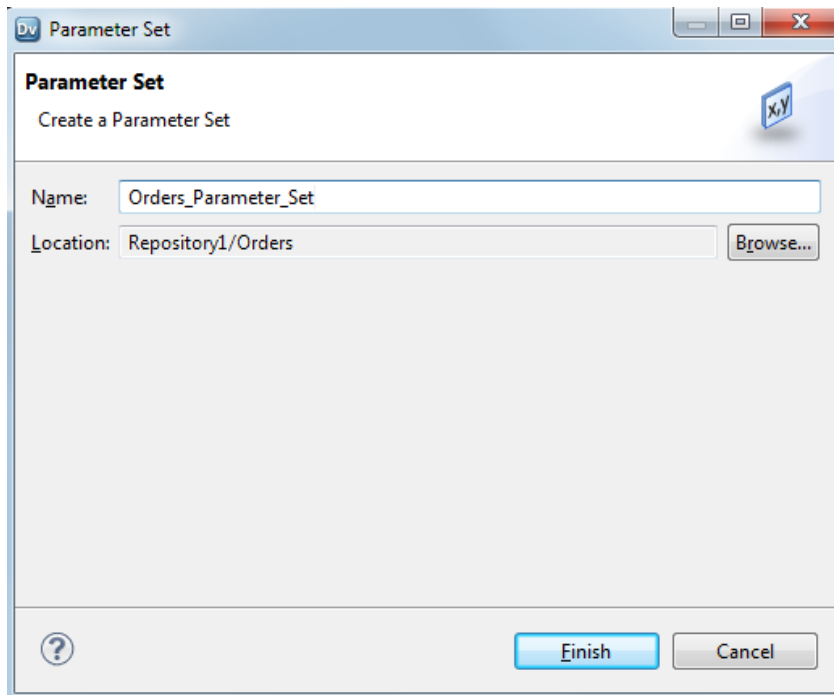 Dv Parameter Set
Parameter Set
Create a Parameter Set
x,y
Name: Orders_Parameter_Set
Location: Repository1/Orders Browse...
? Finish Cancel